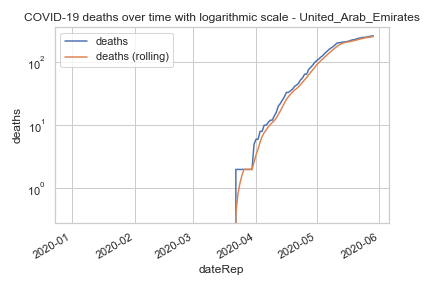 COVID-19 deaths over time with logarithmic scale - United_Arab_Emirates
deaths
deaths (rolling)
10²
10¹
10⁰
deaths
2020-01
2020-02
2020-03
2020-04
2020-05
2020-06
dateRep